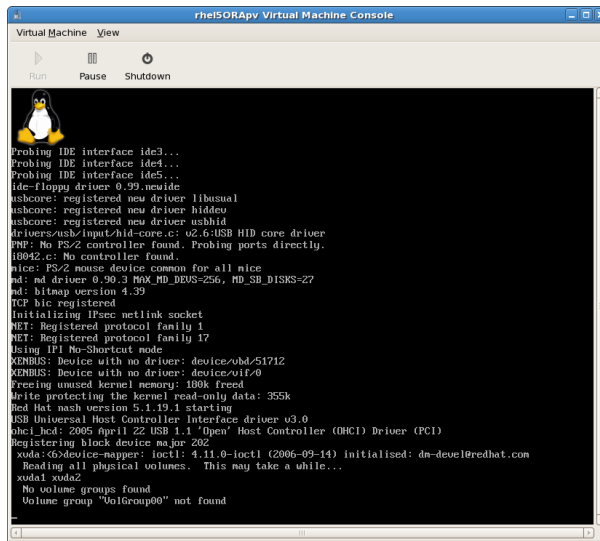 rhel5ORApv Virtual Machine Console
Virtual Machine View
Run Pause Shutdown
Probing IDE interface ide3...
Probing IDE interface ide4...
Probing IDE interface ide5...
ide-floppy driver 0.99.newide
usbcore: registered new driver libusual
usbcore: registered new driver hiddev
usbcore: registered new driver usbhid
drivers/usb/input/hid-core.c: v2.6:USB HID core driver
PNP: No PS/2 controller found. Probing ports directly.
i8042.c: No controller found.
mice: PS/2 mouse device common for all mice
md: md driver 0.90.3 MAX_MD_DEVS=256, MD_SB_DISKS=27
md: bitmap version 4.39
TCP bic registered
Initializing IPsec netlink socket
NET: Registered protocol family 1
NET: Registered protocol family 17
Using IPI No-Shortcut mode
XENBUS: Device with no driver: device/vbd/51712
XENBUS: Device with no driver: device/vif/0
Freeing unused kernel memory: 180k freed
Write protecting the kernel read-only data: 355k
Red Hat nash version 5.1.19.1 starting
USB Universal Host Controller Interface driver v3.0
ohci_hcd: 2005 April 22 USB 1.1 'Open' Host Controller (OHCI) Driver (PCI)
Registering block device major 202
xvda:<6>device-mapper: ioctl: 4.11.0-ioctl (2006-09-14) initialised: dm-devel@redhat.com
Reading all physical volumes. This may take a while...
xvda1 xvda2
No volume groups found
Volume group "VolGroup00" not found